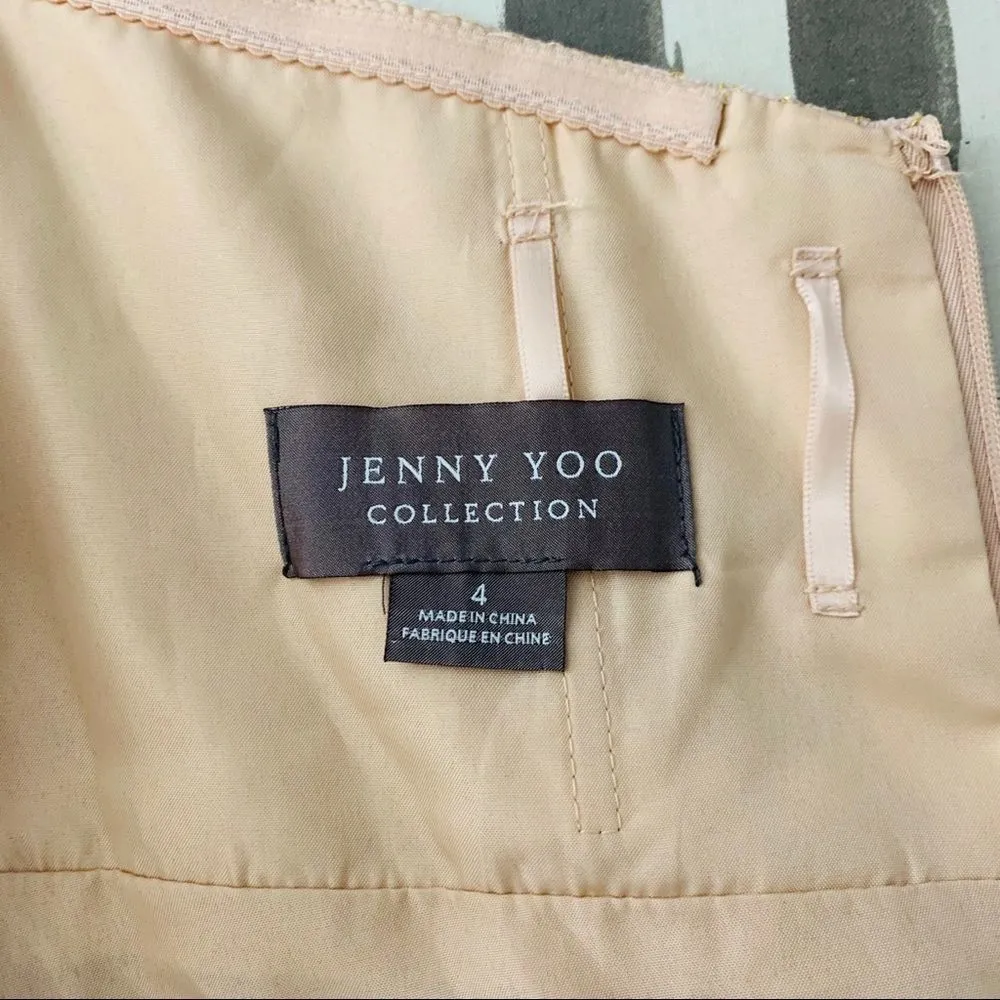 JENNY YOO
COLLECTION
4
MADE IN CHINA
FABRIQUE EN CHINE